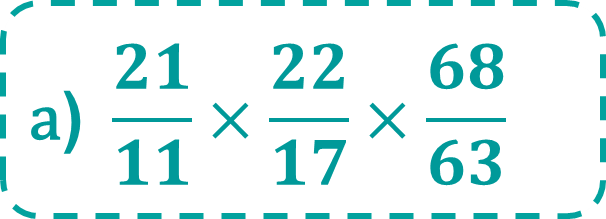 a) 21/11 × 22/17 × 68/63